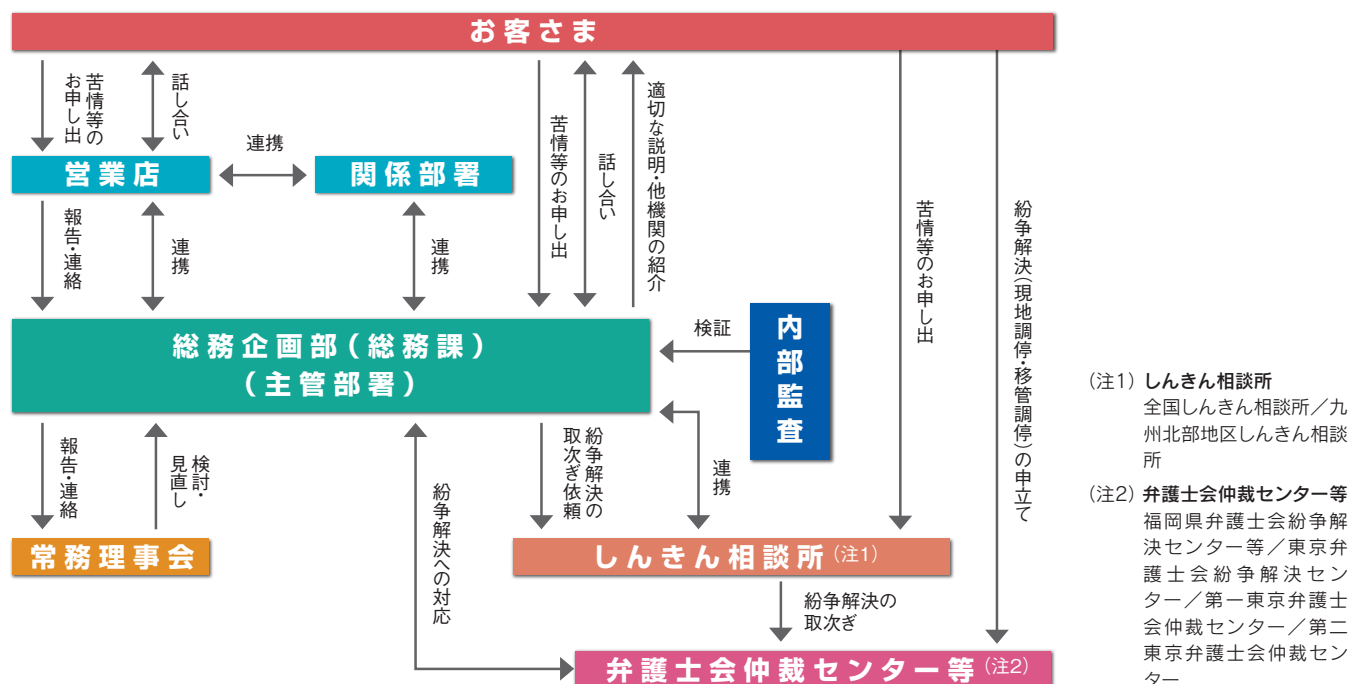 お客さま
苦情等の
お申し出
話し合い
苦情等のお申し出
話し合い
適切な説明・他機関の紹介
苦情等のお申し出
紛争解決(現地調停・移管調停)の申立て
営業店
連携
関係部署
報告・連絡
連携
連携
総務企画部(総務課)
(主管部署)
検証
内部監査
報告・連絡
検討・
見直し
紛争解決への対応
紛争解決の
取次ぎ依頼
連携
常務理事会
しんきん相談所(注1)
紛争解決の
取次ぎ
弁護士会仲裁センター等(注2)
(注1) しんきん相談所
全国しんきん相談所／九
州北部地区しんきん相談
所
(注2) 弁護士会仲裁センター等
福岡県弁護士会紛争解
決センター等／東京弁
護士会紛争解決セン
ター／第一東京弁護士
会仲裁センター／第二
東京弁護士会仲裁セン
ター